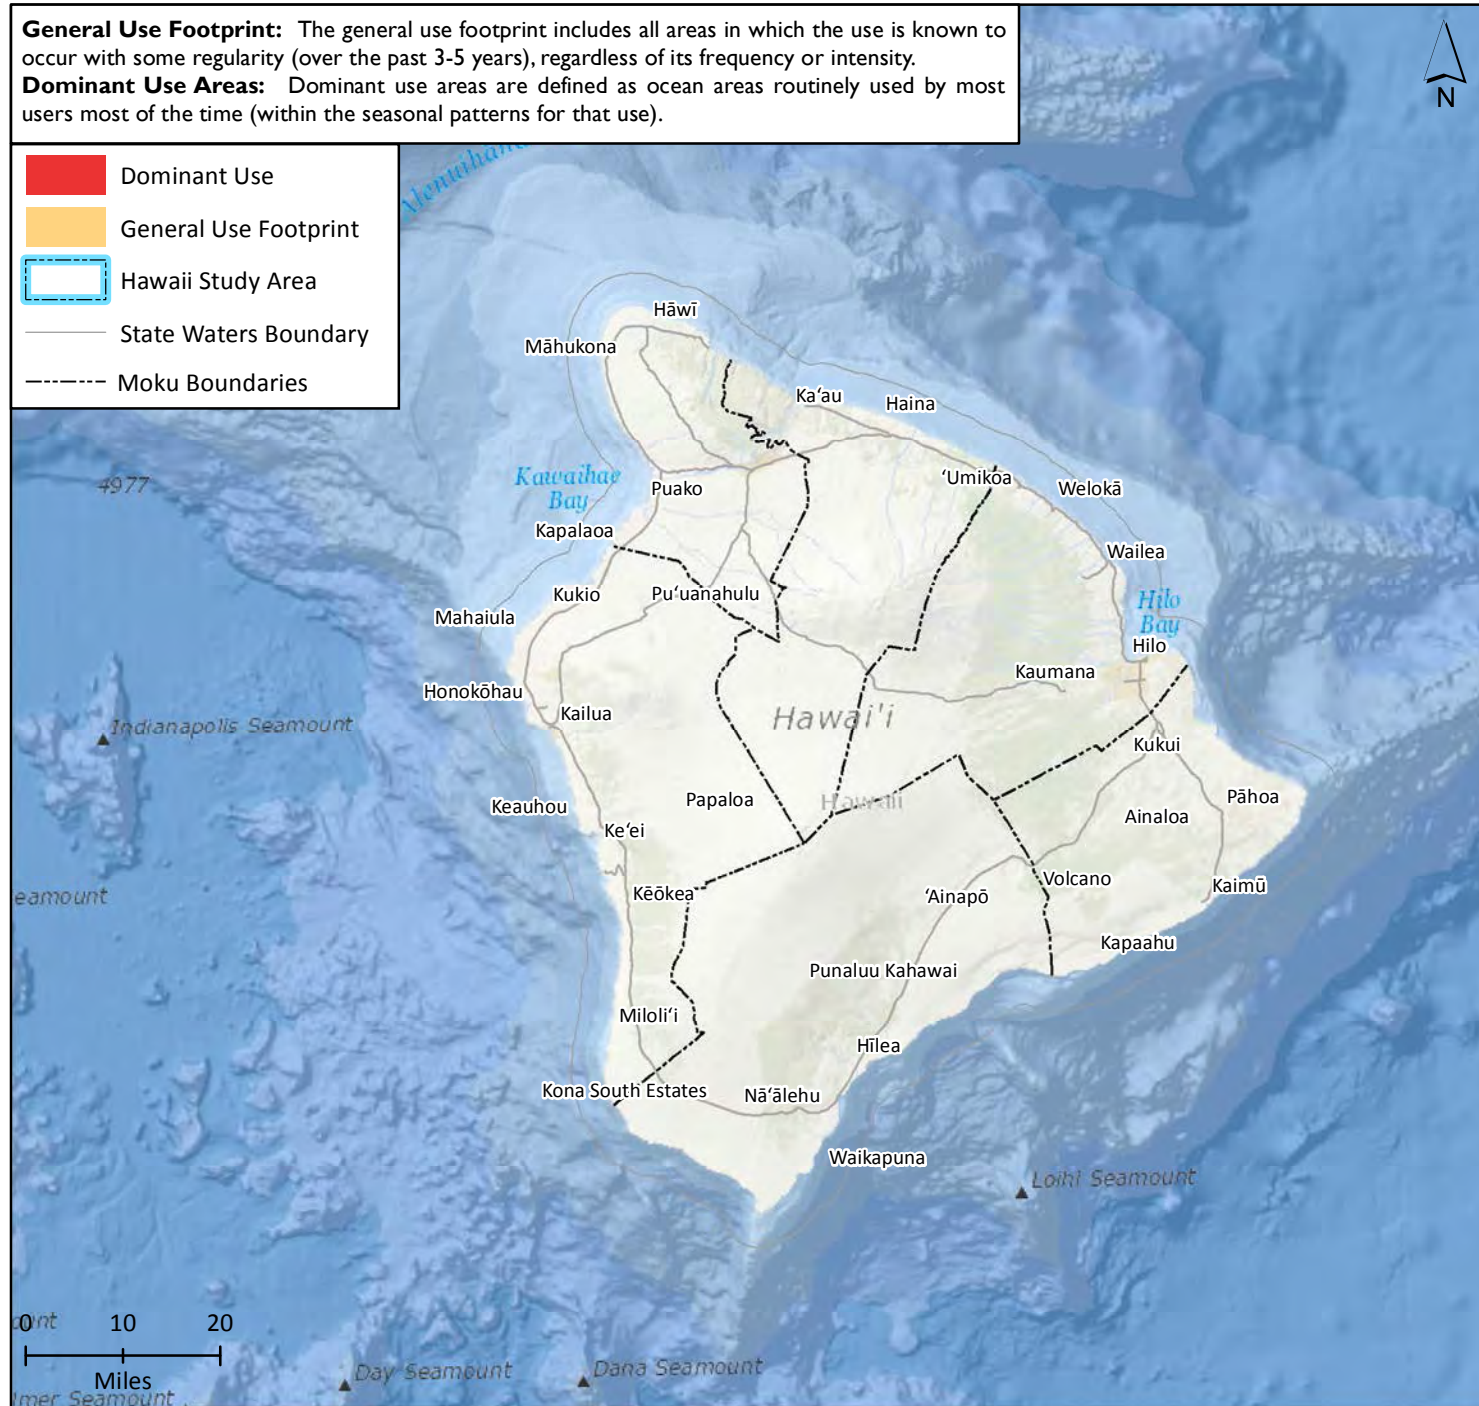 General Use Footprint: The general use footprint includes all areas in which the use is known to
occur with some regularity (over the past 3-5 years), regardless of its frequency or intensity.
Dominant Use Areas: Dominant use areas are defined as ocean areas routinely used by most
users most of the time (within the seasonal patterns for that use).
N
Dominant Use
General Use Footprint
Hawaii Study Area
State Waters Boundary
Moku Boundaries
Hāwī
Māhukona
Ka‘au
Haina
Kawaihae
Bay
4977
Puako
‘Umikoa
Welokā
Kapalaoa
Wailea
Kukio
Pu‘uanahulu
Hilo
Bay
Mahaiula
Hilo
Kaumana
Honokōhau
Kailua
Hawai'i
Indianapolis Seamount
Kukui
Keauhou
Papaloa
Hawaii
Pāhoa
Ainaloa
Ke‘ei
Volcano
Kaimū
Kēōkea
‘Ainapō
eamount
Kapaahu
Punaluu Kahawai
Miloli‘i
Hīlea
Kona South Estates
Nā‘ālehu
Waikapuna
Loihi Seamount
0 10 20
Miles
Day Seamount
Dana Seamount
lmer Seamount